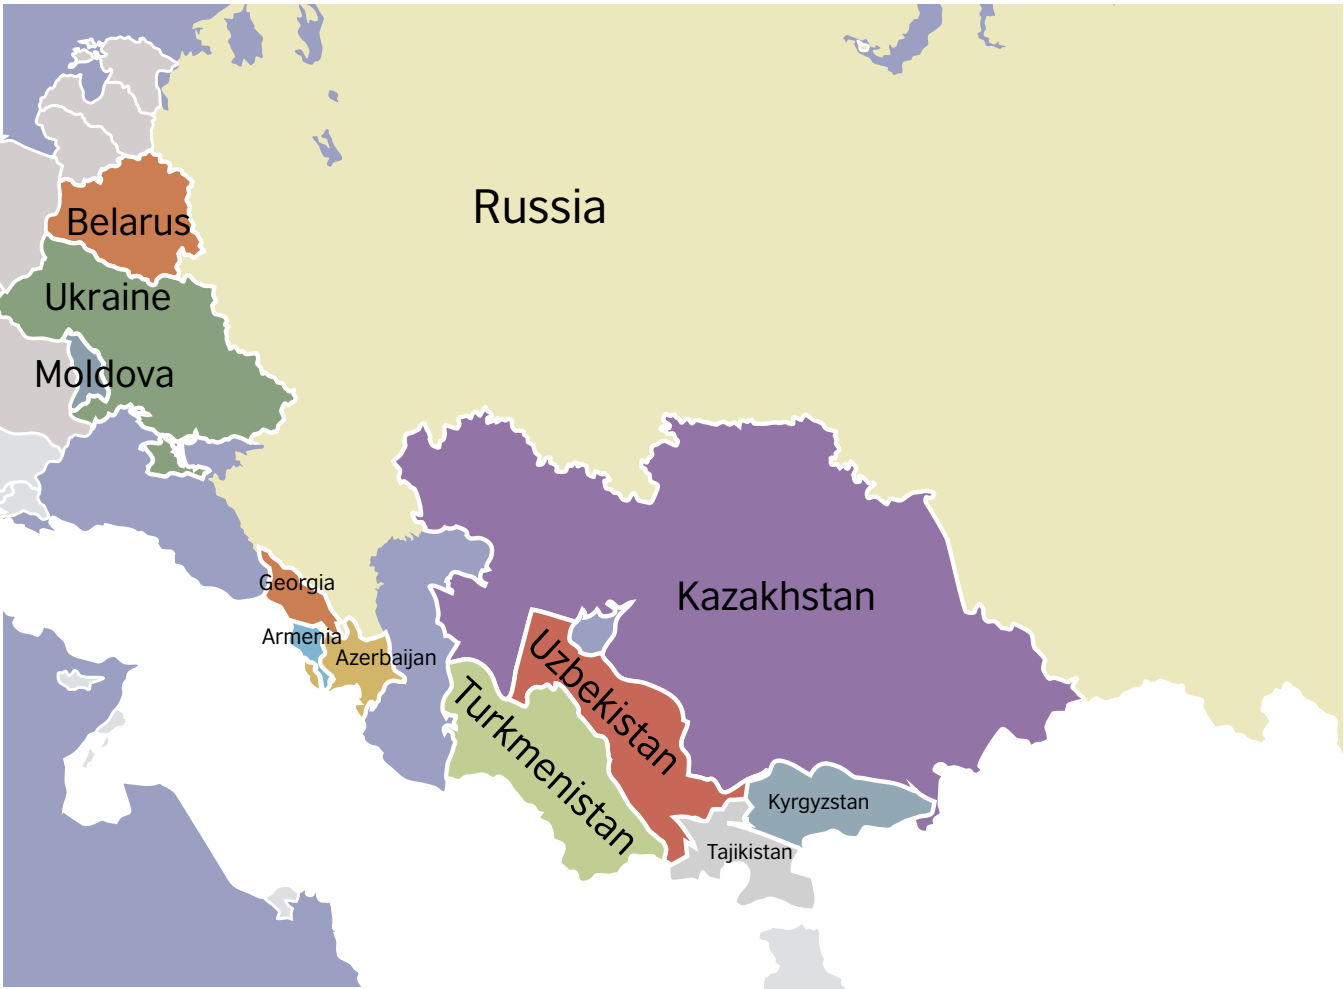 Russia
Belarus
Ukraine
Moldova
Georgia
Kazakhstan
Armenia
Azerbaijan
Uzbekistan
Turkmenistan
Kyrgyzstan
Tajikistan